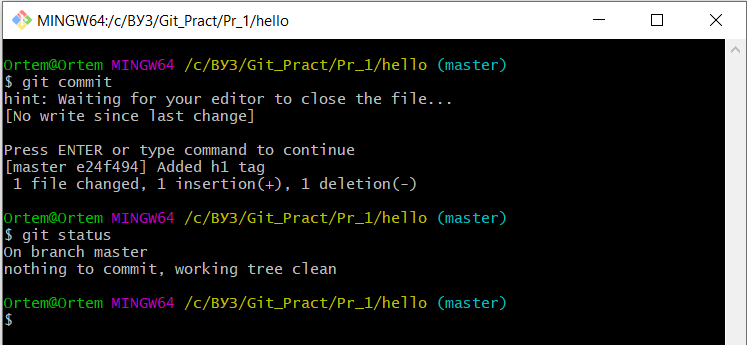 MINGW64:/c/ВУЗ/Git_Pract/Pr_1/hello
Ortem@Ortem MINGW64 /c/ВУЗ/Git_Pract/Pr_1/hello (master)
$ git commit
hint: Waiting for your editor to close the file...
[No write since last change]
Press ENTER or type command to continue
[master e24f494] Added h1 tag
 1 file changed, 1 insertion(+), 1 deletion(-)
Ortem@Ortem MINGW64 /c/ВУЗ/Git_Pract/Pr_1/hello (master)
$ git status
On branch master
nothing to commit, working tree clean
Ortem@Ortem MINGW64 /c/ВУЗ/Git_Pract/Pr_1/hello (master)
$